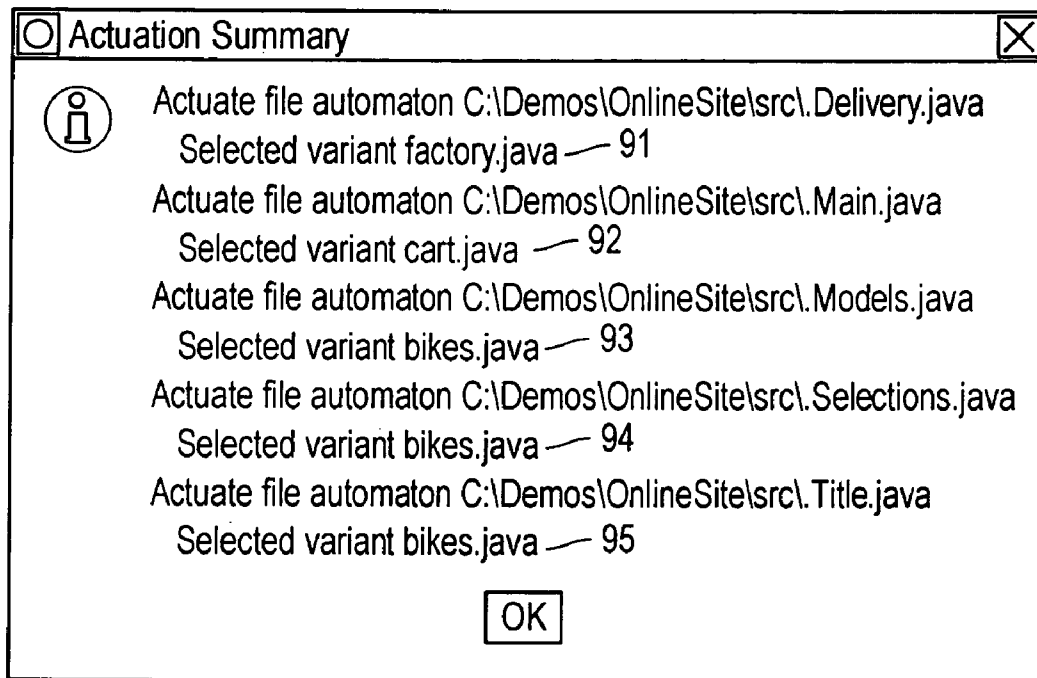 Actuation Summary
Actuate file automaton C:\Demos\OnlineSite\src\.Delivery.java
Selected variant factory.java 91
Actuate file automaton C:\Demos\OnlineSite\src\.Main.java
Selected variant cart.java 92
Actuate file automaton C:\Demos\OnlineSite\src\.Models.java
Selected variant bikes.java 93
Actuate file automaton C:\Demos\OnlineSite\src\.Selections.java
Selected variant bikes.java 94
Actuate file automaton C:\Demos\OnlineSite\src\.Title.java
Selected variant bikes.java 95
OK